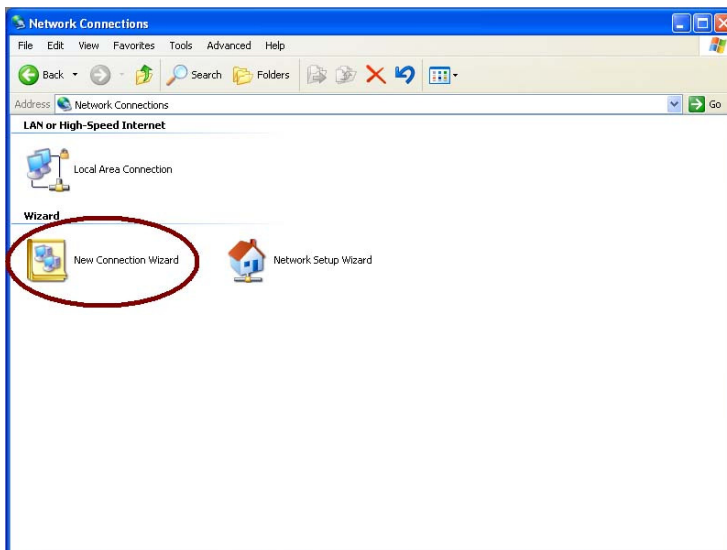 Network Connections
File Edit View Favorites Tools Advanced Help
Back Search Folders
Address Network Connections Go
LAN or High-Speed Internet
Local Area Connection
Wizard
New Connection Wizard Network Setup Wizard